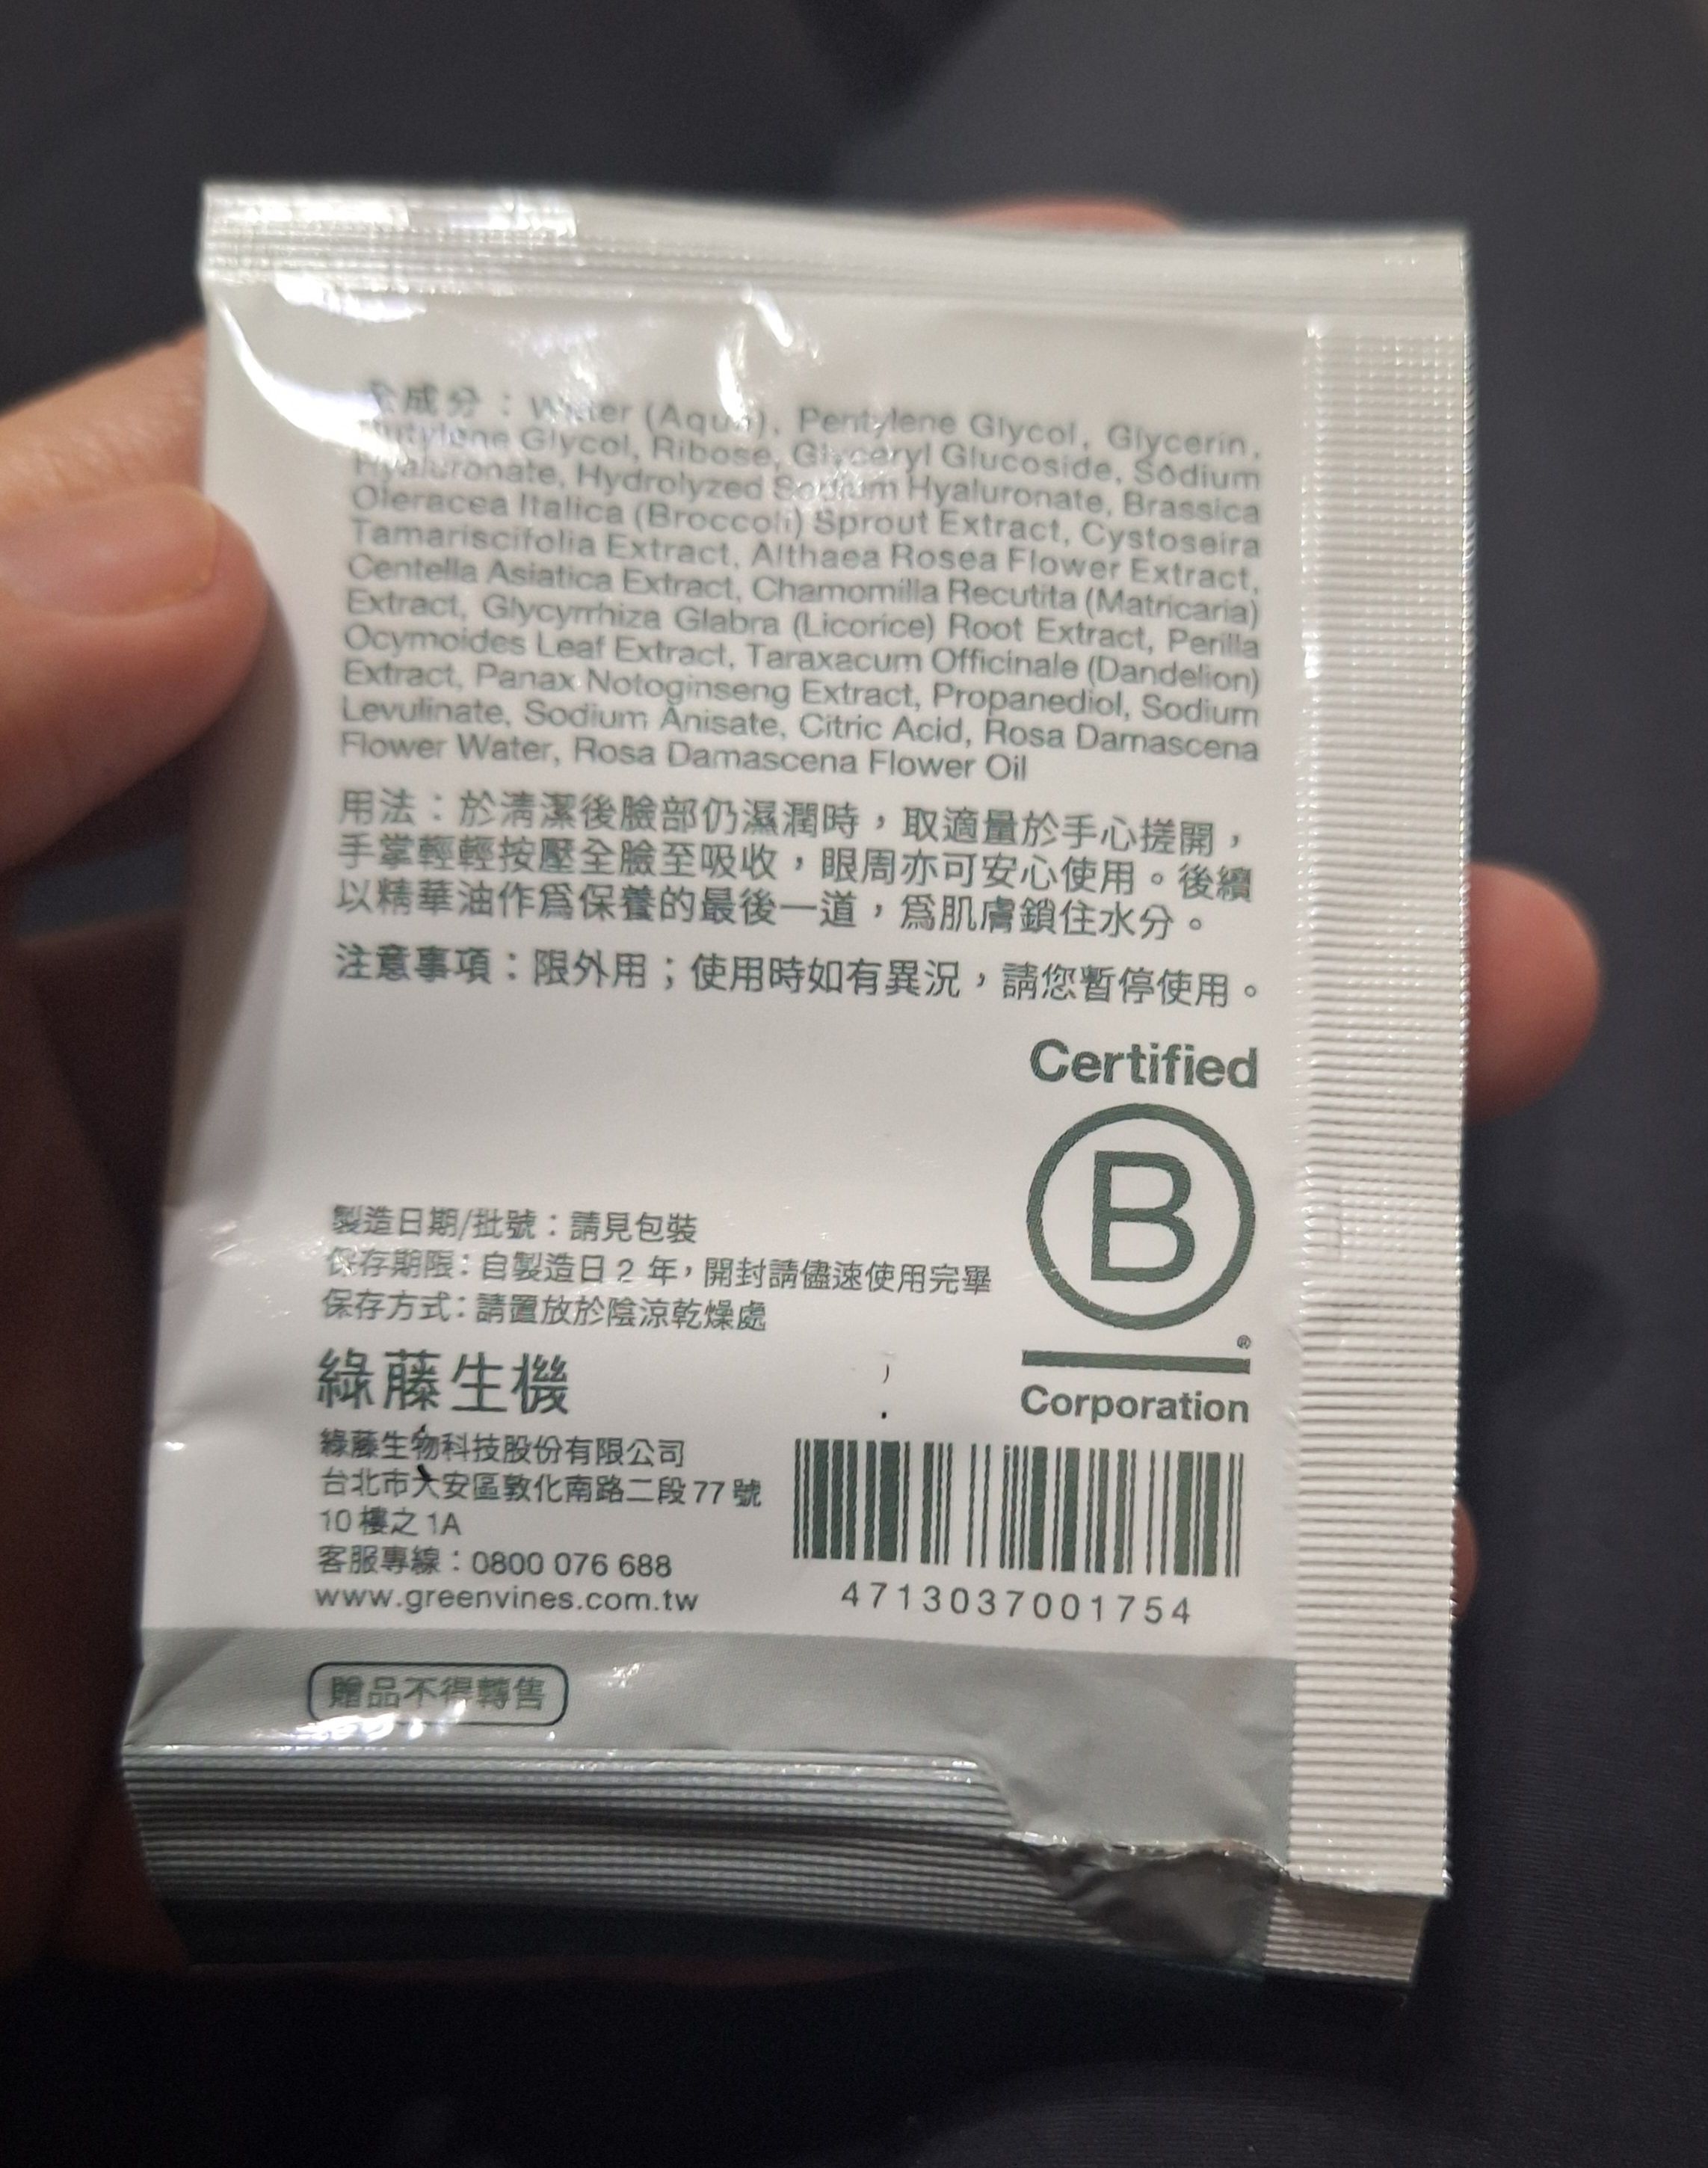 全成分：Water (Aqua), Pentylene Glycol, Glycerin,
Butylene Glycol, Ribose, Glyceryl Glucoside, Sodium
Hyaluronate, Hydrolyzed Sodium Hyaluronate, Brassica
Oleracea Italica (Broccoli) Sprout Extract, Cystoseira
Tamariscifolia Extract, Althaea Rosea Flower Extract,
Centella Asiatica Extract, Chamomilla Recutita (Matricaria)
Extract, Glycyrrhiza Glabra (Licorice) Root Extract, Perilla
Ocymoides Leaf Extract, Taraxacum Officinale (Dandelion)
Extract, Panax Notoginseng Extract, Propanediol, Sodium
Levulinate, Sodium Anisate, Citric Acid, Rosa Damascena
Flower Water, Rosa Damascena Flower Oil
用法：於清潔後臉部仍濕潤時，取適量於手心搓開，
手掌輕輕按壓全臉至吸收，眼周亦可安心使用。後續
以精華油作爲保養的最後一道，爲肌膚鎖住水分。
注意事項：限外用；使用時如有異況，請您暫停使用。
Certified
B
®
Corporation
製造日期/批號：請見包裝
保存期限：自製造日 2 年，開封請儘速使用完畢
保存方式：請置放於陰涼乾燥處
綠藤生機
綠藤生物科技股份有限公司
台北市大安區敦化南路二段 77 號
10 樓之 1A
客服專線：0800 076 688
www.greenvines.com.tw
4713037001754
贈品不得轉售